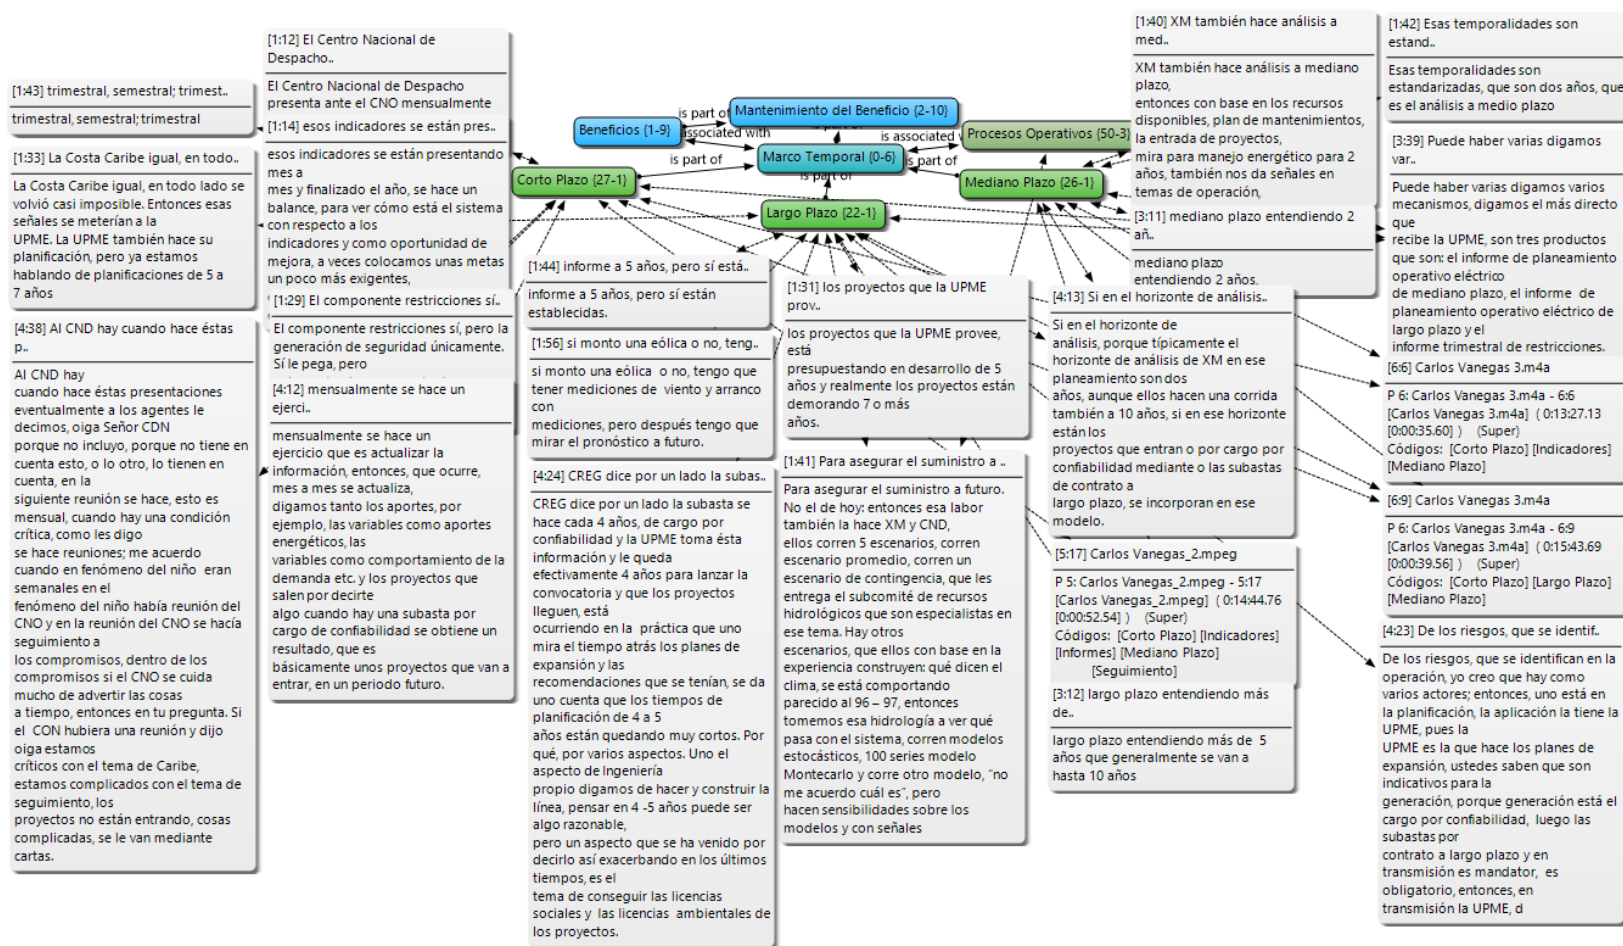 [1:43] trimestral, semestral; trimest..
trimestral, semestral; trimestral
[1:33] La Costa Caribe igual, en todo..
La Costa Caribe igual, en todo lado se
volvió casi imposible. Entonces esas
señales se meterían a la
UPME. La UPME también hace su
planificación, pero ya estamos
hablando de planificaciones de 5 a
7 años
[4:38] Al CND hay cuando hace éstas
p..
Al CND hay
cuando hace éstas presentaciones
eventualmente a los agentes le
decimos, oiga Señor CDN
porque no incluyo, porque no tiene en
cuenta esto, o lo otro, lo tienen en
cuenta, en la
siguiente reunión se hace, esto es
mensual, cuando hay una condición
crítica, como les digo
se hace reuniones; me acuerdo
cuando en fenómeno del niño eran
semanales en el
fenómeno del niño había reunión del
CNO y en la reunión del CNO se hacía
seguimiento a
los compromisos, dentro de los
compromisos si el CNO se cuida
mucho de advertir las cosas
a tiempo, entonces en tu pregunta. Si
el CON hubiera una reunión y dijo
oiga estamos
críticos con el tema de Caribe,
estamos complicados con el tema de
seguimiento, los
proyectos no están entrando, cosas
complicadas, se le van mediante
cartas.
[1:12] El Centro Nacional de
Despacho..
El Centro Nacional de Despacho
presenta ante el CNO mensualmente
[1:14] esos indicadores se están pres..
esos indicadores se están presentando
mes a
mes y finalizado el año, se hace un
balance, para ver cómo está el sistema
con respecto a los
indicadores y como oportunidad de
mejora, a veces colocamos unas metas
un poco más exigentes,
[1:29] El componente restricciones sí..
El componente restricciones sí, pero la
generación de seguridad únicamente.
Sí le pega, pero
[4:12] mensualmente se hace un
ejerci..
mensualmente se hace un
ejercicio que es actualizar la
información, entonces, que ocurre,
mes a mes se actualiza,
digamos tanto los aportes, por
ejemplo, las variables como aportes
energéticos, las
variables como comportamiento de la
demanda etc. y los proyectos que
salen por decirte
algo cuando hay una subasta por
cargo de confiabilidad se obtiene un
resultado, que es
básicamente unos proyectos que van a
entrar, en un periodo futuro.
Beneficios {1-9}
is part of
Mantenimiento del Beneficio {2-10}
associated with
is part of
is associated w
Procesos Operativos {50-3}
Marco Temporal {0-6}
is part of
is part of
Corto Plazo {27-1}
is part of
Mediano Plazo {26-1}
Largo Plazo {22-1}
[1:44] informe a 5 años, pero sí está..
informe a 5 años, pero sí están
establecidas.
[1:56] si monto una eólica o no, teng..
si monto una eólica o no, tengo que
tener mediciones de viento y arranco
con
mediciones, pero después tengo que
mirar el pronóstico a futuro.
[4:24] CREG dice por un lado la subas..
CREG dice por un lado la subasta se
hace cada 4 años, de cargo por
confiabilidad y la UPME toma ésta
información y le queda
efectivamente 4 años para lanzar la
convocatoria y que los proyectos
lleguen, está
ocurriendo en la práctica que uno
mira el tiempo atrás los planes de
expansión y las
recomendaciones que se tenían, se da
uno cuenta que los tiempos de
planificación de 4 a 5
años están quedando muy cortos. Por
qué, por varios aspectos. Uno el
aspecto de Ingeniería
propio digamos de hacer y construir la
línea, pensar en 4 -5 años puede ser
algo razonable,
pero un aspecto que se ha venido por
decirlo así exacerbando en los últimos
tiempos, es el
tema de conseguir las licencias
sociales y las licencias ambientales de
los proyectos.
[1:31] los proyectos que la UPME
prov..
los proyectos que la UPME provee,
está
presupuestando en desarrollo de 5
años y realmente los proyectos están
demorando 7 o más
años.
[1:41] Para asegurar el suministro a ..
Para asegurar el suministro a futuro.
No el de hoy: entonces esa labor
también la hace XM y CND,
ellos corren 5 escenarios, corren
escenario promedio, corren un
escenario de contingencia, que les
entrega el subcomité de recursos
hidrológicos que son especialistas en
ese tema. Hay otros
escenarios, que ellos con base en la
experiencia construyen: qué dicen el
clima, se está comportando
parecido al 96 – 97, entonces
tomemos esa hidrología a ver qué
pasa con el sistema, corren modelos
estocásticos, 100 series modelo
Montecarlo y corre otro modelo, "no
me acuerdo cuál es", pero
hacen sensibilidades sobre los
modelos y con señales
[1:40] XM también hace análisis a
med..
XM también hace análisis a mediano
plazo,
entonces con base en los recursos
disponibles, plan de mantenimientos,
la entrada de proyectos,
mira para manejo energético para 2
años, también nos da señales en
temas de operación,
[3:11] mediano plazo entendiendo 2
añ..
mediano plazo
entendiendo 2 años,
[4:13] Si en el horizonte de análisis..
Si en el horizonte de
análisis, porque típicamente el
horizonte de análisis de XM en ese
planeamiento son dos
años, aunque ellos hacen una corrida
también a 10 años, si en ese horizonte
están los
proyectos que entran o por cargo por
confiabilidad mediante o las subastas
de contrato a
largo plazo, se incorporan en ese
modelo.
[5:17] Carlos Vanegas_2.mpeg
P 5: Carlos Vanegas_2.mpeg - 5:17
[Carlos Vanegas_2.mpeg] ( 0:14:44.76
[0:00:52.54] ) (Super)
Códigos: [Corto Plazo] [Indicadores]
[Informes] [Mediano Plazo]
[Seguimiento]
[3:12] largo plazo entendiendo más
de..
largo plazo entendiendo más de 5
años que generalmente se van a
hasta 10 años
[1:42] Esas temporalidades son
estand..
Esas temporalidades son
estandarizadas, que son dos años, que
es el análisis a medio plazo
[3:39] Puede haber varias digamos
var..
Puede haber varias digamos varios
mecanismos, digamos el más directo
que
recibe la UPME, son tres productos
que son: el informe de planeamiento
operativo eléctrico
de mediano plazo, el informe de
planeamiento operativo eléctrico de
largo plazo y el
informe trimestral de restricciones.
[6:6] Carlos Vanegas 3.m4a
P 6: Carlos Vanegas 3.m4a - 6:6
[Carlos Vanegas 3.m4a] ( 0:13:27.13
[0:00:35.60] ) (Super)
Códigos: [Corto Plazo] [Indicadores]
[Mediano Plazo]
[6:9] Carlos Vanegas 3.m4a
P 6: Carlos Vanegas 3.m4a - 6:9
[Carlos Vanegas 3.m4a] ( 0:15:43.69
[0:00:39.56] ) (Super)
Códigos: [Corto Plazo] [Largo Plazo]
[Mediano Plazo]
[4:23] De los riesgos, que se identif..
De los riesgos, que se identifican en la
operación, yo creo que hay como
varios actores; entonces, uno está en
la planificación, la aplicación la tiene la
UPME, pues la
UPME es la que hace los planes de
expansión, ustedes saben que son
indicativos para la
generación, porque generación está el
cargo por confiabilidad, luego las
subastas por
contrato a largo plazo y en
transmisión es mandator, es
obligatorio, entonces, en
transmisión la UPME, d